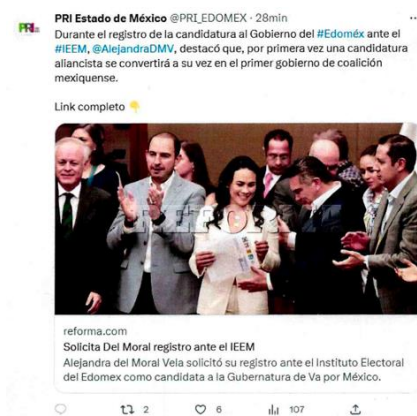 PRI Estado de México @PRI_EDOMEX · 28min
Durante el registro de la candidatura al Gobierno del #Edoméx ante el
#IEEM, @AlejandraDMV, destacó que, por primera vez una candidatura
aliancista se convertirá a su vez en el primer gobierno de coalición
mexiquense.
Link completo 👇
REFORMA
reforma.com
Solicita Del Moral registro ante el IEEM
Alejandra del Moral Vela solicitó su registro ante el Instituto Electoral
del Edomex como candidata a la Gubernatura de Va por México.
2 6 107